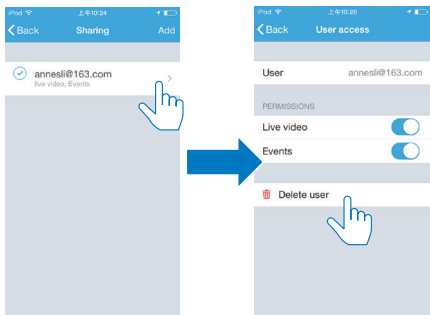 iPod 上午10:24
Back Sharing Add
annesli@163.com
live video, Events
iPod 上午10:20
Back User access
User annesli@163.com
PERMISSIONS
Live video
Events
Delete user